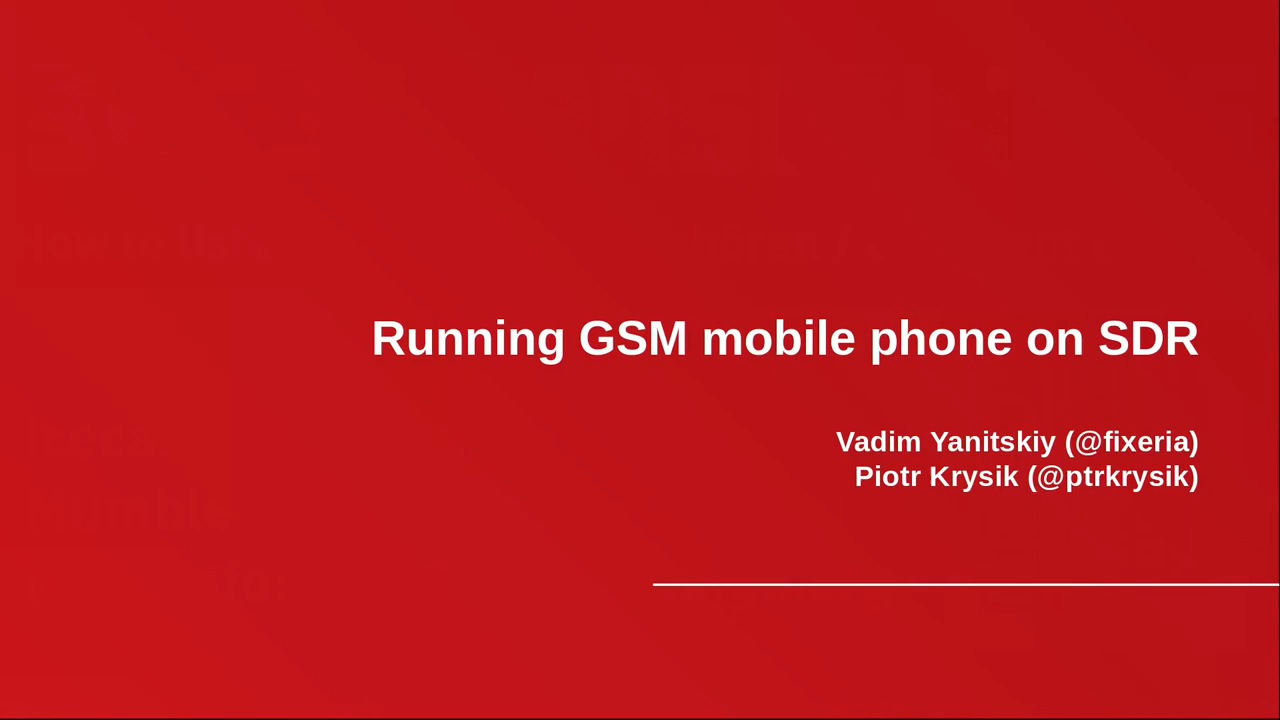 Running GSM mobile phone on SDR
Vadim Yanitskiy (@fixeria)
Piotr Krysik (@ptrkrysik)